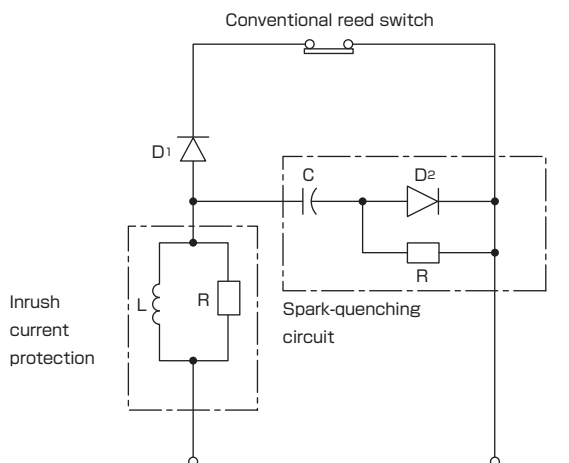 Conventional reed switch
D1
C
D2
R
L
R
Inrush
current
protection
Spark-quenching
circuit